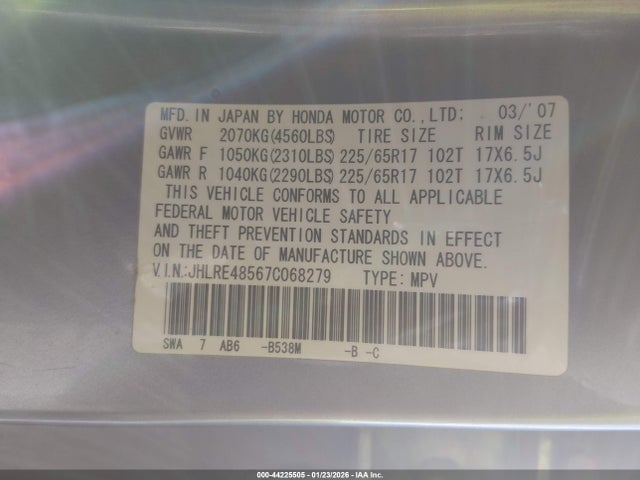 MFD. IN JAPAN BY HONDA MOTOR CO., LTD: 03/'07
GVWR 2070KG(4560LBS) TIRE SIZE RIM SIZE
GAWR F 1050KG(2310LBS) 225/65R17 102T 17X6.5J
GAWR R 1040KG(2290LBS) 225/65R17 102T 17X6.5J
THIS VEHICLE CONFORMS TO ALL APPLICABLE
FEDERAL MOTOR VEHICLE SAFETY
AND THEFT PREVENTION STANDARDS IN EFFECT
ON THE DATE OF MANUFACTURE SHOWN ABOVE.
V.I.N:JHLRE48567C068279 TYPE: MPV
SWA 7 AB6 -B538M -B -C
000-44225505 - 01/23/2026 - IAA Inc.